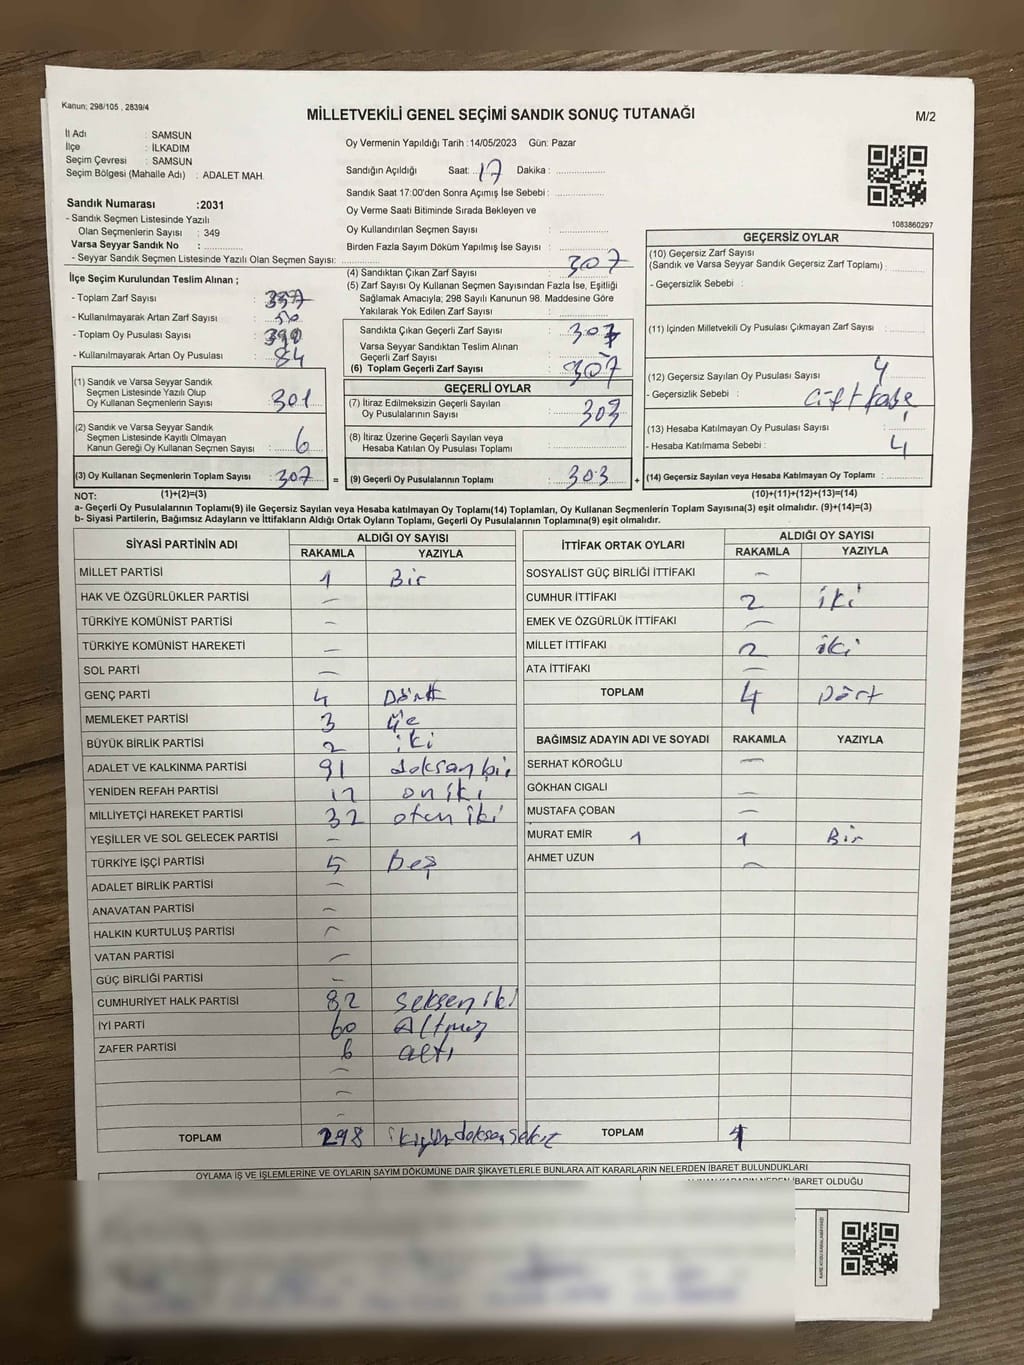 Kanun; 298/105 , 2839/4
MİLLETVEKİLİ GENEL SEÇİMİ SANDIK SONUÇ TUTANAĞI
M/2
İl Adı : SAMSUN
İlçe : İLKADIM
Seçim Çevresi : SAMSUN
Seçim Bölgesi (Mahalle Adı) : ADALET MAH.
Oy Vermenin Yapıldığı Tarih :14/05/2023 Gün: Pazar
Sandığın Açıldığı Saat: 17 Dakika :
Sandık Saat 17:00'den Sonra Açımış İse Sebebi :
Oy Verme Saati Bitiminde Sırada Bekleyen ve
Oy Kullandırılan Seçmen Sayısı :
Birden Fazla Sayım Döküm Yapılmış İse Sayısı :
1083860297
Sandık Numarası :2031
- Sandık Seçmen Listesinde Yazılı
Olan Seçmenlerin Sayısı : 349
Varsa Seyyar Sandık No :
- Seyyar Sandık Seçmen Listesinde Yazılı Olan Seçmen Sayısı:
İlçe Seçim Kurulundan Teslim Alınan ;
- Toplam Zarf Sayısı :
- Kullanılmayarak Artan Zarf Sayısı : 50
- Toplam Oy Pusulası Sayısı :
- Kullanılmayarak Artan Oy Pusulası : 84
(1) Sandık ve Varsa Seyyar Sandık
Seçmen Listesinde Yazılı Olup
Oy Kullanan Seçmenlerin Sayısı : 301
(2) Sandık ve Varsa Seyyar Sandık
Seçmen Listesinde Kayıtlı Olmayan
Kanun Gereği Oy Kullanan Seçmen Sayısı : 6
(3) Oy Kullanan Seçmenlerin Toplam Sayısı : 307 =
(4) Sandıktan Çıkan Zarf Sayısı : 307
(5) Zarf Sayısı Oy Kullanan Seçmen Sayısından Fazla İse, Eşitliği
Sağlamak Amacıyla; 298 Sayılı Kanunun 98. Maddesine Göre
Yakılarak Yok Edilen Zarf Sayısı :
Sandıkta Çıkan Geçerli Zarf Sayısı : 307
Varsa Seyyar Sandıktan Teslim Alınan
Geçerli Zarf Sayısı :
(6) Toplam Geçerli Zarf Sayısı : 307
GEÇERLİ OYLAR
(7) İtiraz Edilmeksizin Geçerli Sayılan
Oy Pusulalarının Sayısı : 303
(8) İtiraz Üzerine Geçerli Sayılan veya
Hesaba Katılan Oy Pusulası Toplamı :
(9) Geçerli Oy Pusulalarının Toplamı : 303 +
GEÇERSİZ OYLAR
(10) Geçersiz Zarf Sayısı
(Sandık ve Varsa Seyyar Sandık Geçersiz Zarf Toplamı) :
- Geçersizlik Sebebi :
(11) İçinden Milletvekili Oy Pusulası Çıkmayan Zarf Sayısı :
(12) Geçersiz Sayılan Oy Pusulası Sayısı : 4
- Geçersizlik Sebebi : Çift kaşe
(13) Hesaba Katılmayan Oy Pusulası Sayısı :
- Hesaba Katılmama Sebebi : 4
(14) Geçersiz Sayılan veya Hesaba Katılmayan Oy Toplamı :
NOT: (1)+(2)=(3) (10)+(11)+(12)+(13)=(14)
a- Geçerli Oy Pusulalarının Toplamı(9) ile Geçersiz Sayılan veya Hesaba katılmayan Oy Toplamı(14) Toplamları, Oy Kullanan Seçmenlerin Toplam Sayısına(3) eşit olmalıdır. (9)+(14)=(3)
b- Siyasi Partilerin, Bağımsız Adayların ve İttifakların Aldığı Ortak Oyların Toplamı, Geçerli Oy Pusulalarının Toplamına(9) eşit olmalıdır.
SİYASİ PARTİNİN ADI ALDIĞI OY SAYISI
RAKAMLA YAZIYLA
MİLLET PARTİSİ 1 Bir
HAK VE ÖZGÜRLÜKLER PARTİSİ —
TÜRKİYE KOMÜNİST PARTİSİ —
TÜRKİYE KOMÜNİST HAREKETİ —
SOL PARTİ —
GENÇ PARTİ 4 Dört
MEMLEKET PARTİSİ 3 üç
BÜYÜK BİRLİK PARTİSİ 2 iki
ADALET VE KALKINMA PARTİSİ 91 doksan bir
YENİDEN REFAH PARTİSİ 12 on iki
MİLLİYETÇİ HAREKET PARTİSİ 32 otuz iki
YEŞİLLER VE SOL GELECEK PARTİSİ —
TÜRKİYE İŞÇİ PARTİSİ 5 beş
ADALET BİRLİK PARTİSİ —
ANAVATAN PARTİSİ —
HALKIN KURTULUŞ PARTİSİ —
VATAN PARTİSİ —
GÜÇ BİRLİĞİ PARTİSİ —
CUMHURİYET HALK PARTİSİ 82 seksen iki
İYİ PARTİ 60 Altmış
ZAFER PARTİSİ 6 altı
—
—
—
TOPLAM 298 ikiyüz doksan sekiz
İTTİFAK ORTAK OYLARI ALDIĞI OY SAYISI
RAKAMLA YAZIYLA
SOSYALİST GÜÇ BİRLİĞİ İTTİFAKI —
CUMHUR İTTİFAKI 2 iki
EMEK VE ÖZGÜRLÜK İTTİFAKI —
MİLLET İTTİFAKI 2 iki
ATA İTTİFAKI —
TOPLAM 4 Dört
BAĞIMSIZ ADAYIN ADI VE SOYADI RAKAMLA YAZIYLA
SERHAT KÖROĞLU —
GÖKHAN CIGALI —
MUSTAFA ÇOBAN —
MURAT EMİR 1 1 Bir
AHMET UZUN —
TOPLAM 1
OYLAMA İŞ VE İŞLEMLERİNE VE OYLARIN SAYIM DÖKÜMÜNE DAİR ŞİKAYETLERLE BUNLARA AİT KARARLARIN NELERDEN İBARET BULUNDUKLARI
İBARET OLDUĞU